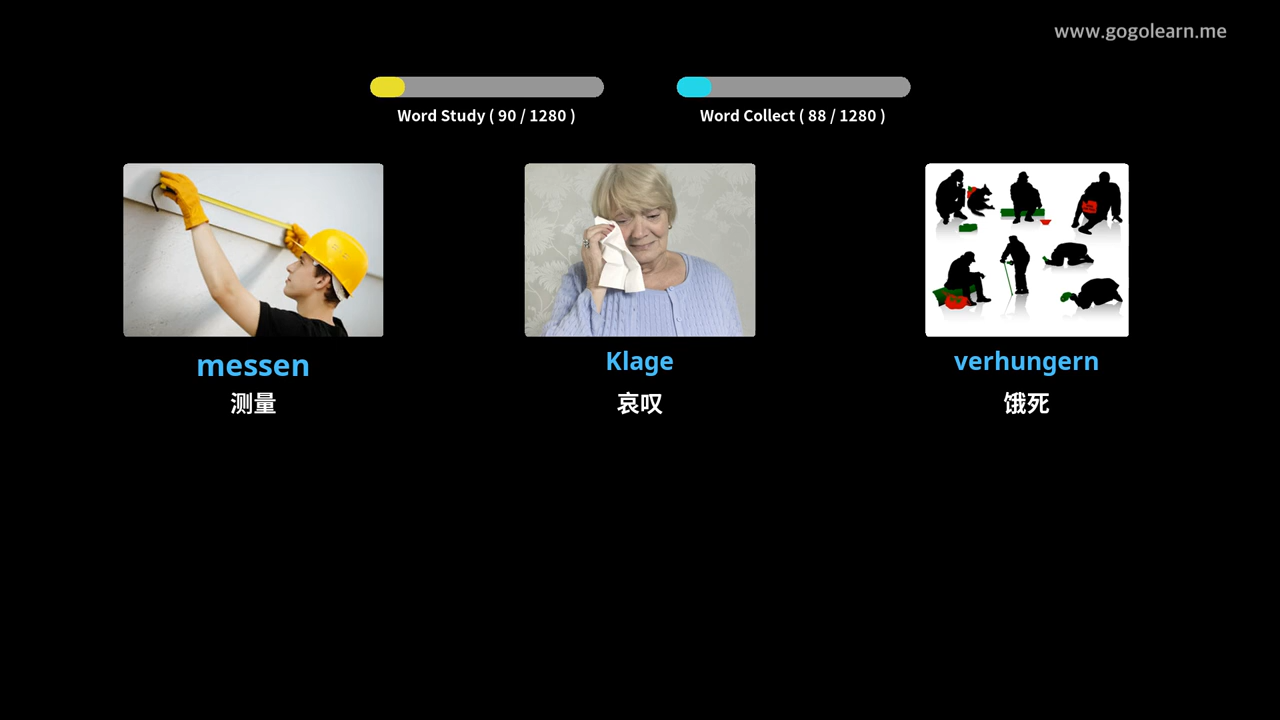 www.gogolearn.me
Word Study ( 90 / 1280 )
Word Collect ( 88 / 1280 )
messen
测量
Klage
哀叹
verhungern
饿死